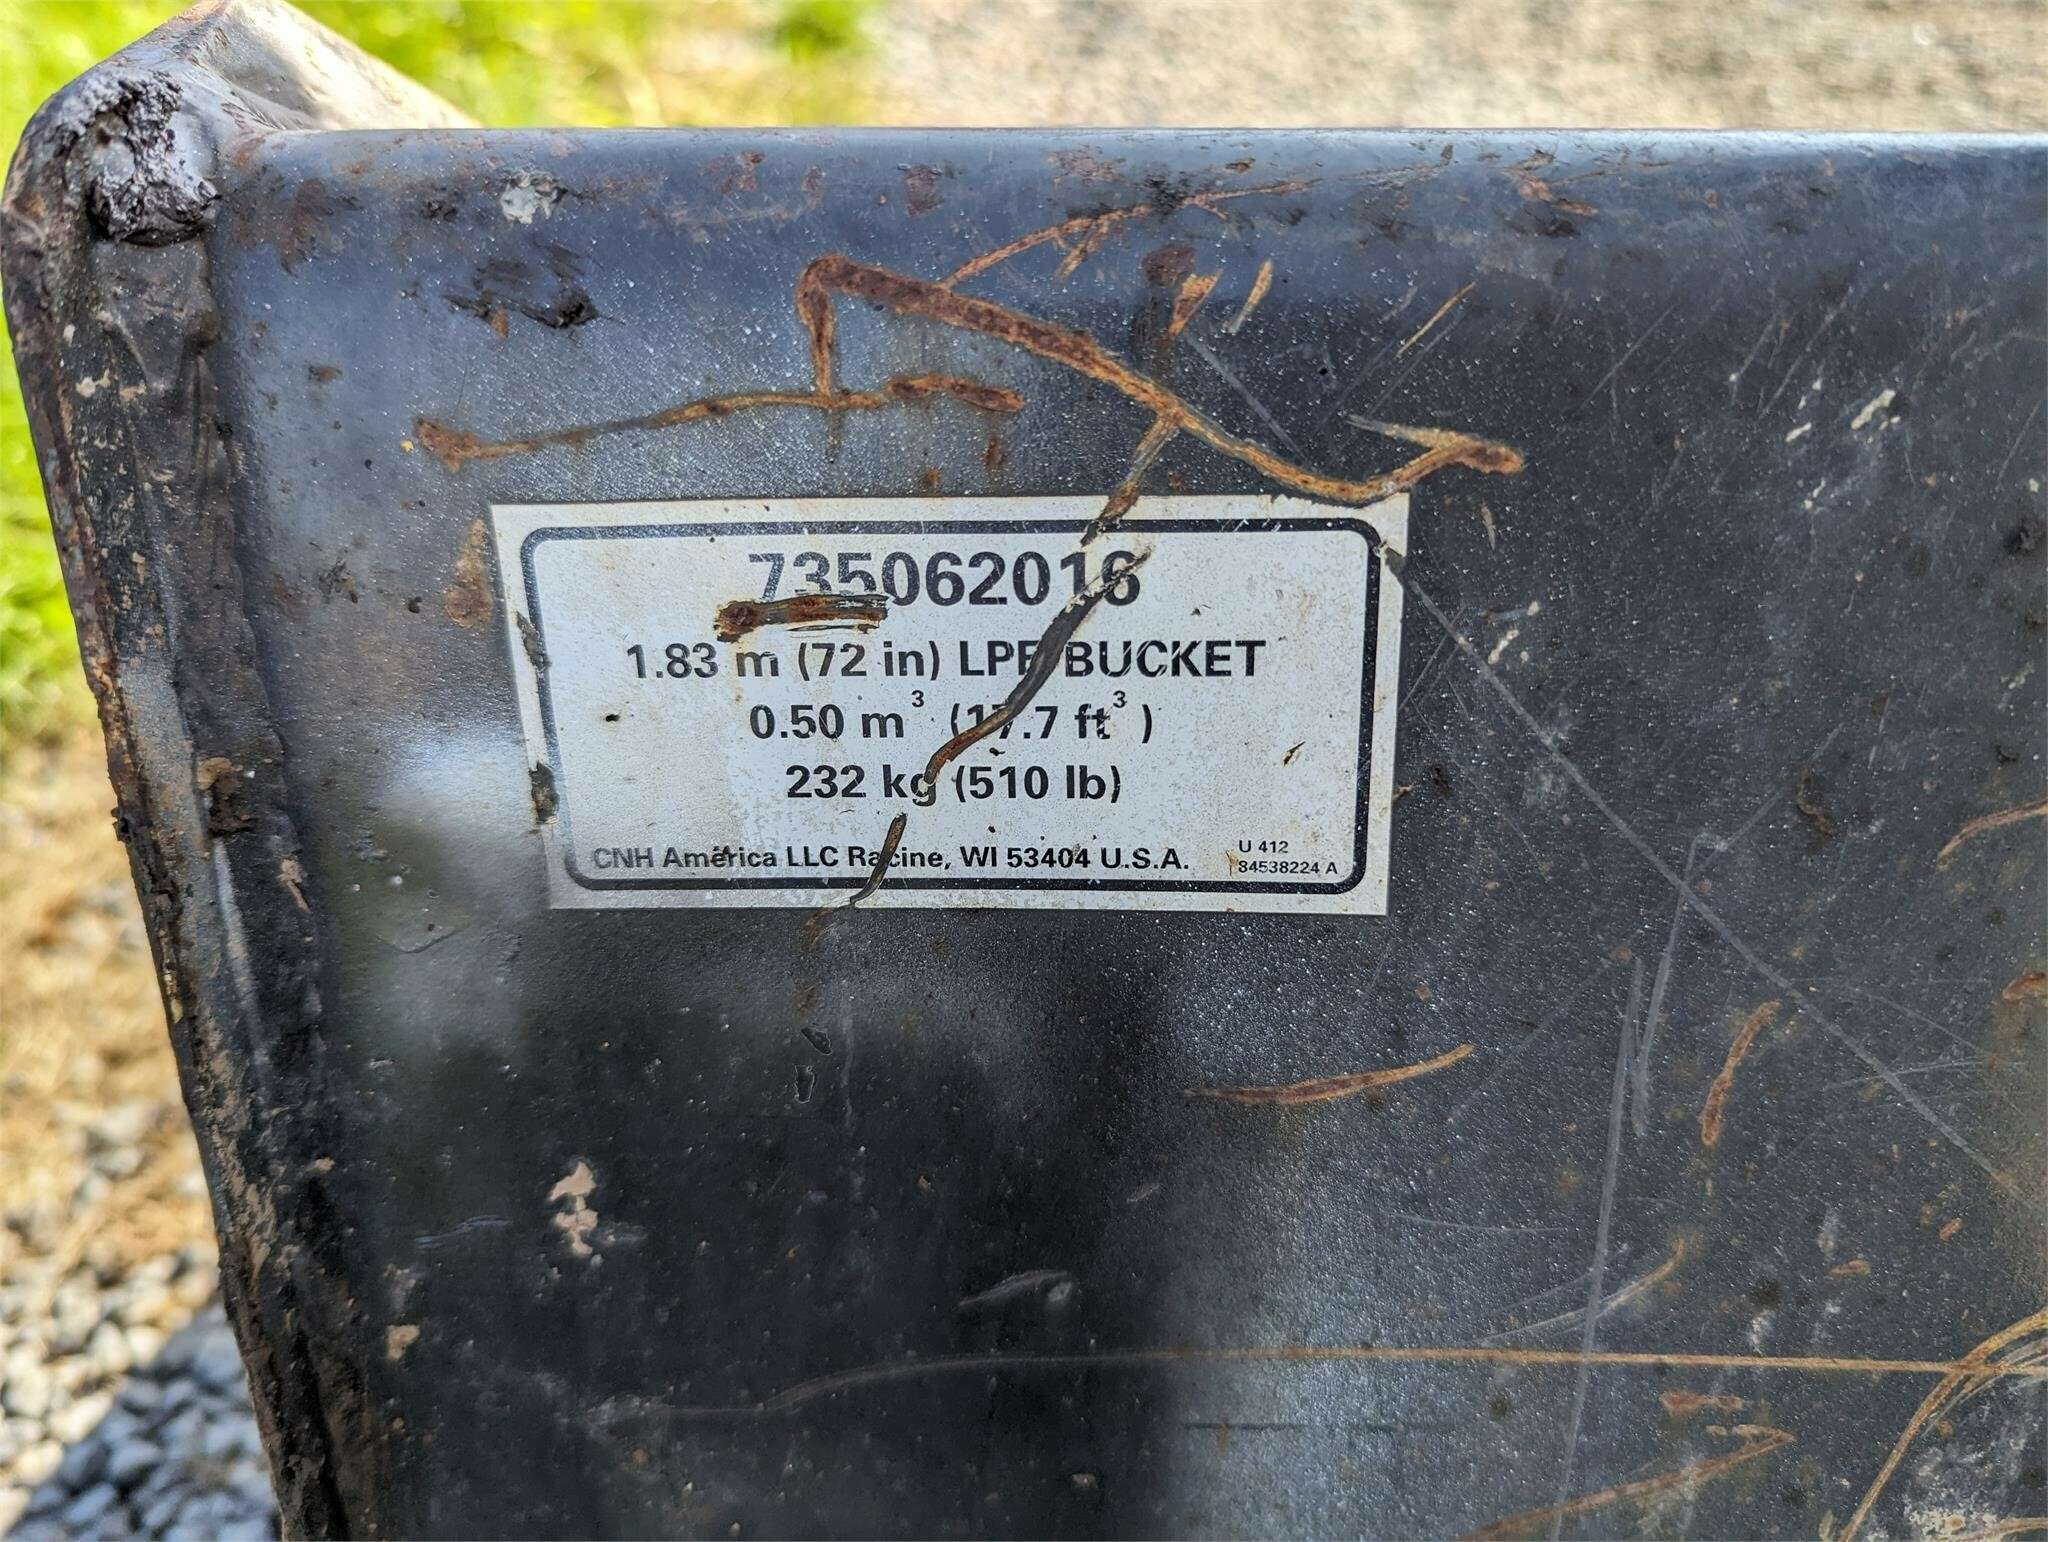 735062016
1.83 m (72 in) LPE BUCKET
0.50 m³ (17.7 ft³)
232 kg (510 lb)
CNH America LLC Racine, WI 53404 U.S.A.
U 412
84538224 A